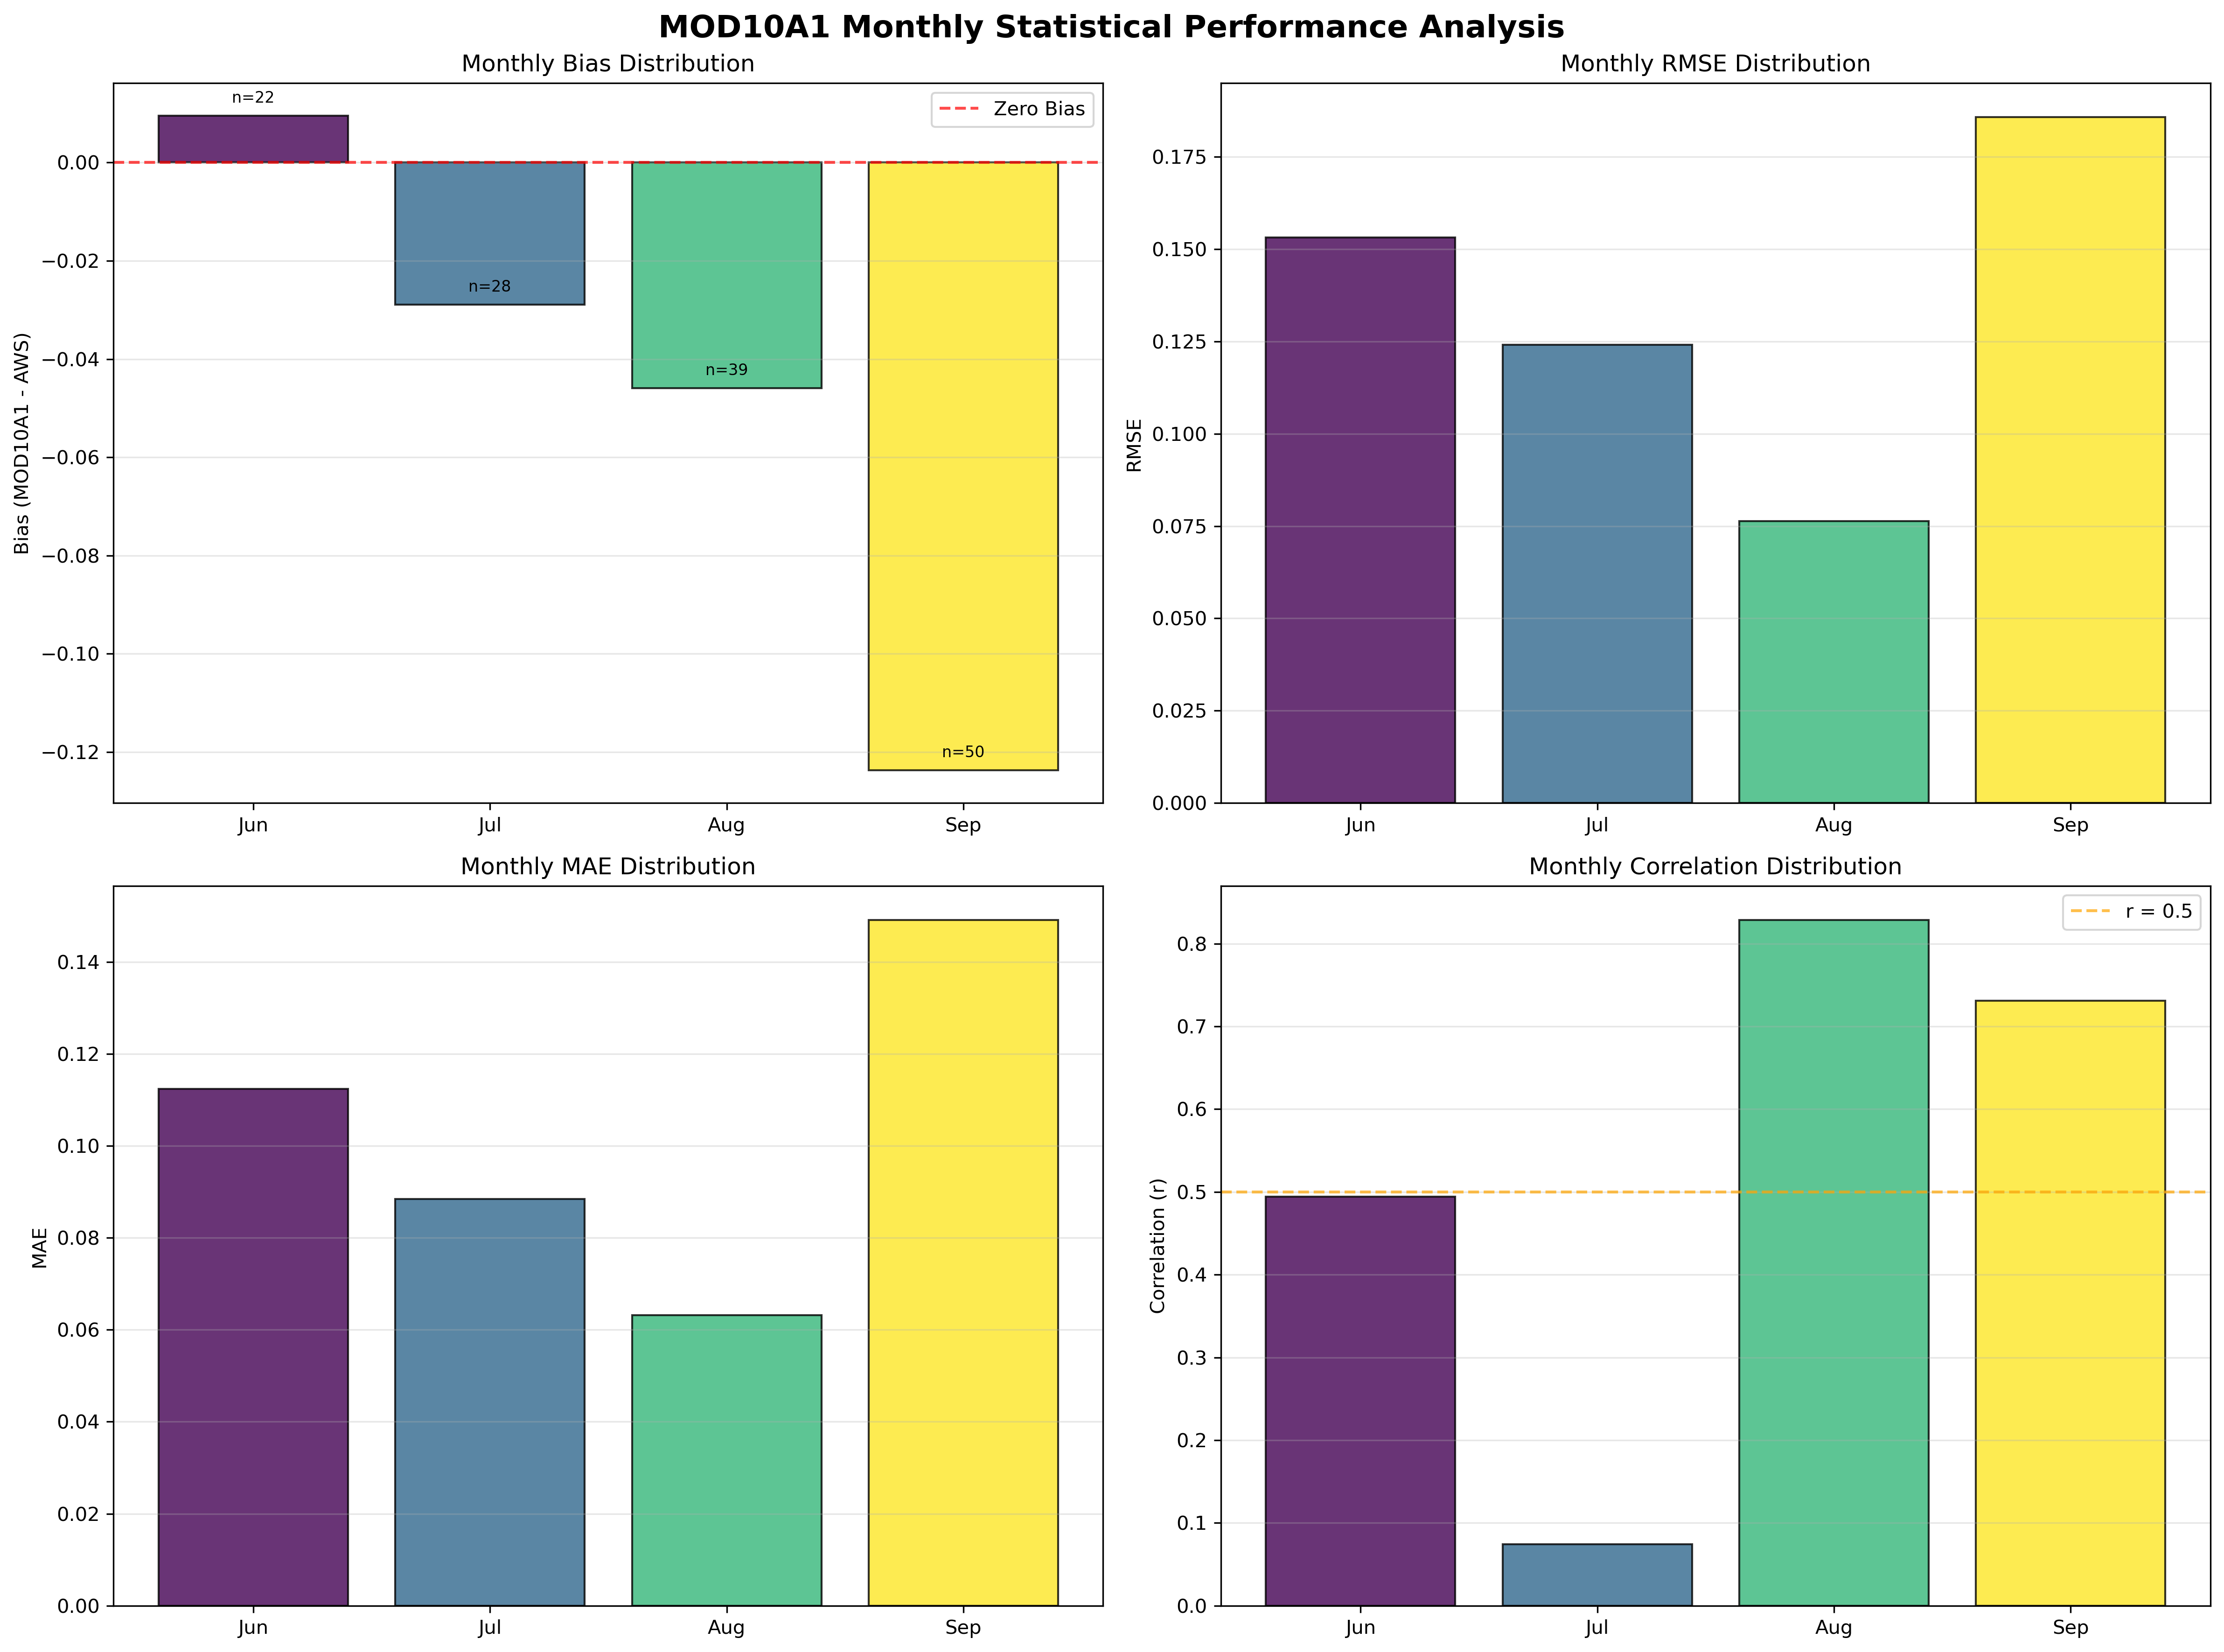 MOD10A1 Monthly Statistical Performance Analysis
Monthly Bias Distribution
Bias (MOD10A1 - AWS)
0.00
−0.02
−0.04
−0.06
−0.08
−0.10
−0.12
n=22
n=28
n=39
n=50
Zero Bias
Jun Jul Aug Sep
Monthly RMSE Distribution
RMSE
0.175
0.150
0.125
0.100
0.075
0.050
0.025
0.000
Jun Jul Aug Sep
Monthly MAE Distribution
MAE
0.14
0.12
0.10
0.08
0.06
0.04
0.02
0.00
Jun Jul Aug Sep
Monthly Correlation Distribution
Correlation (r)
0.8
0.7
0.6
0.5
0.4
0.3
0.2
0.1
0.0
r = 0.5
Jun Jul Aug Sep